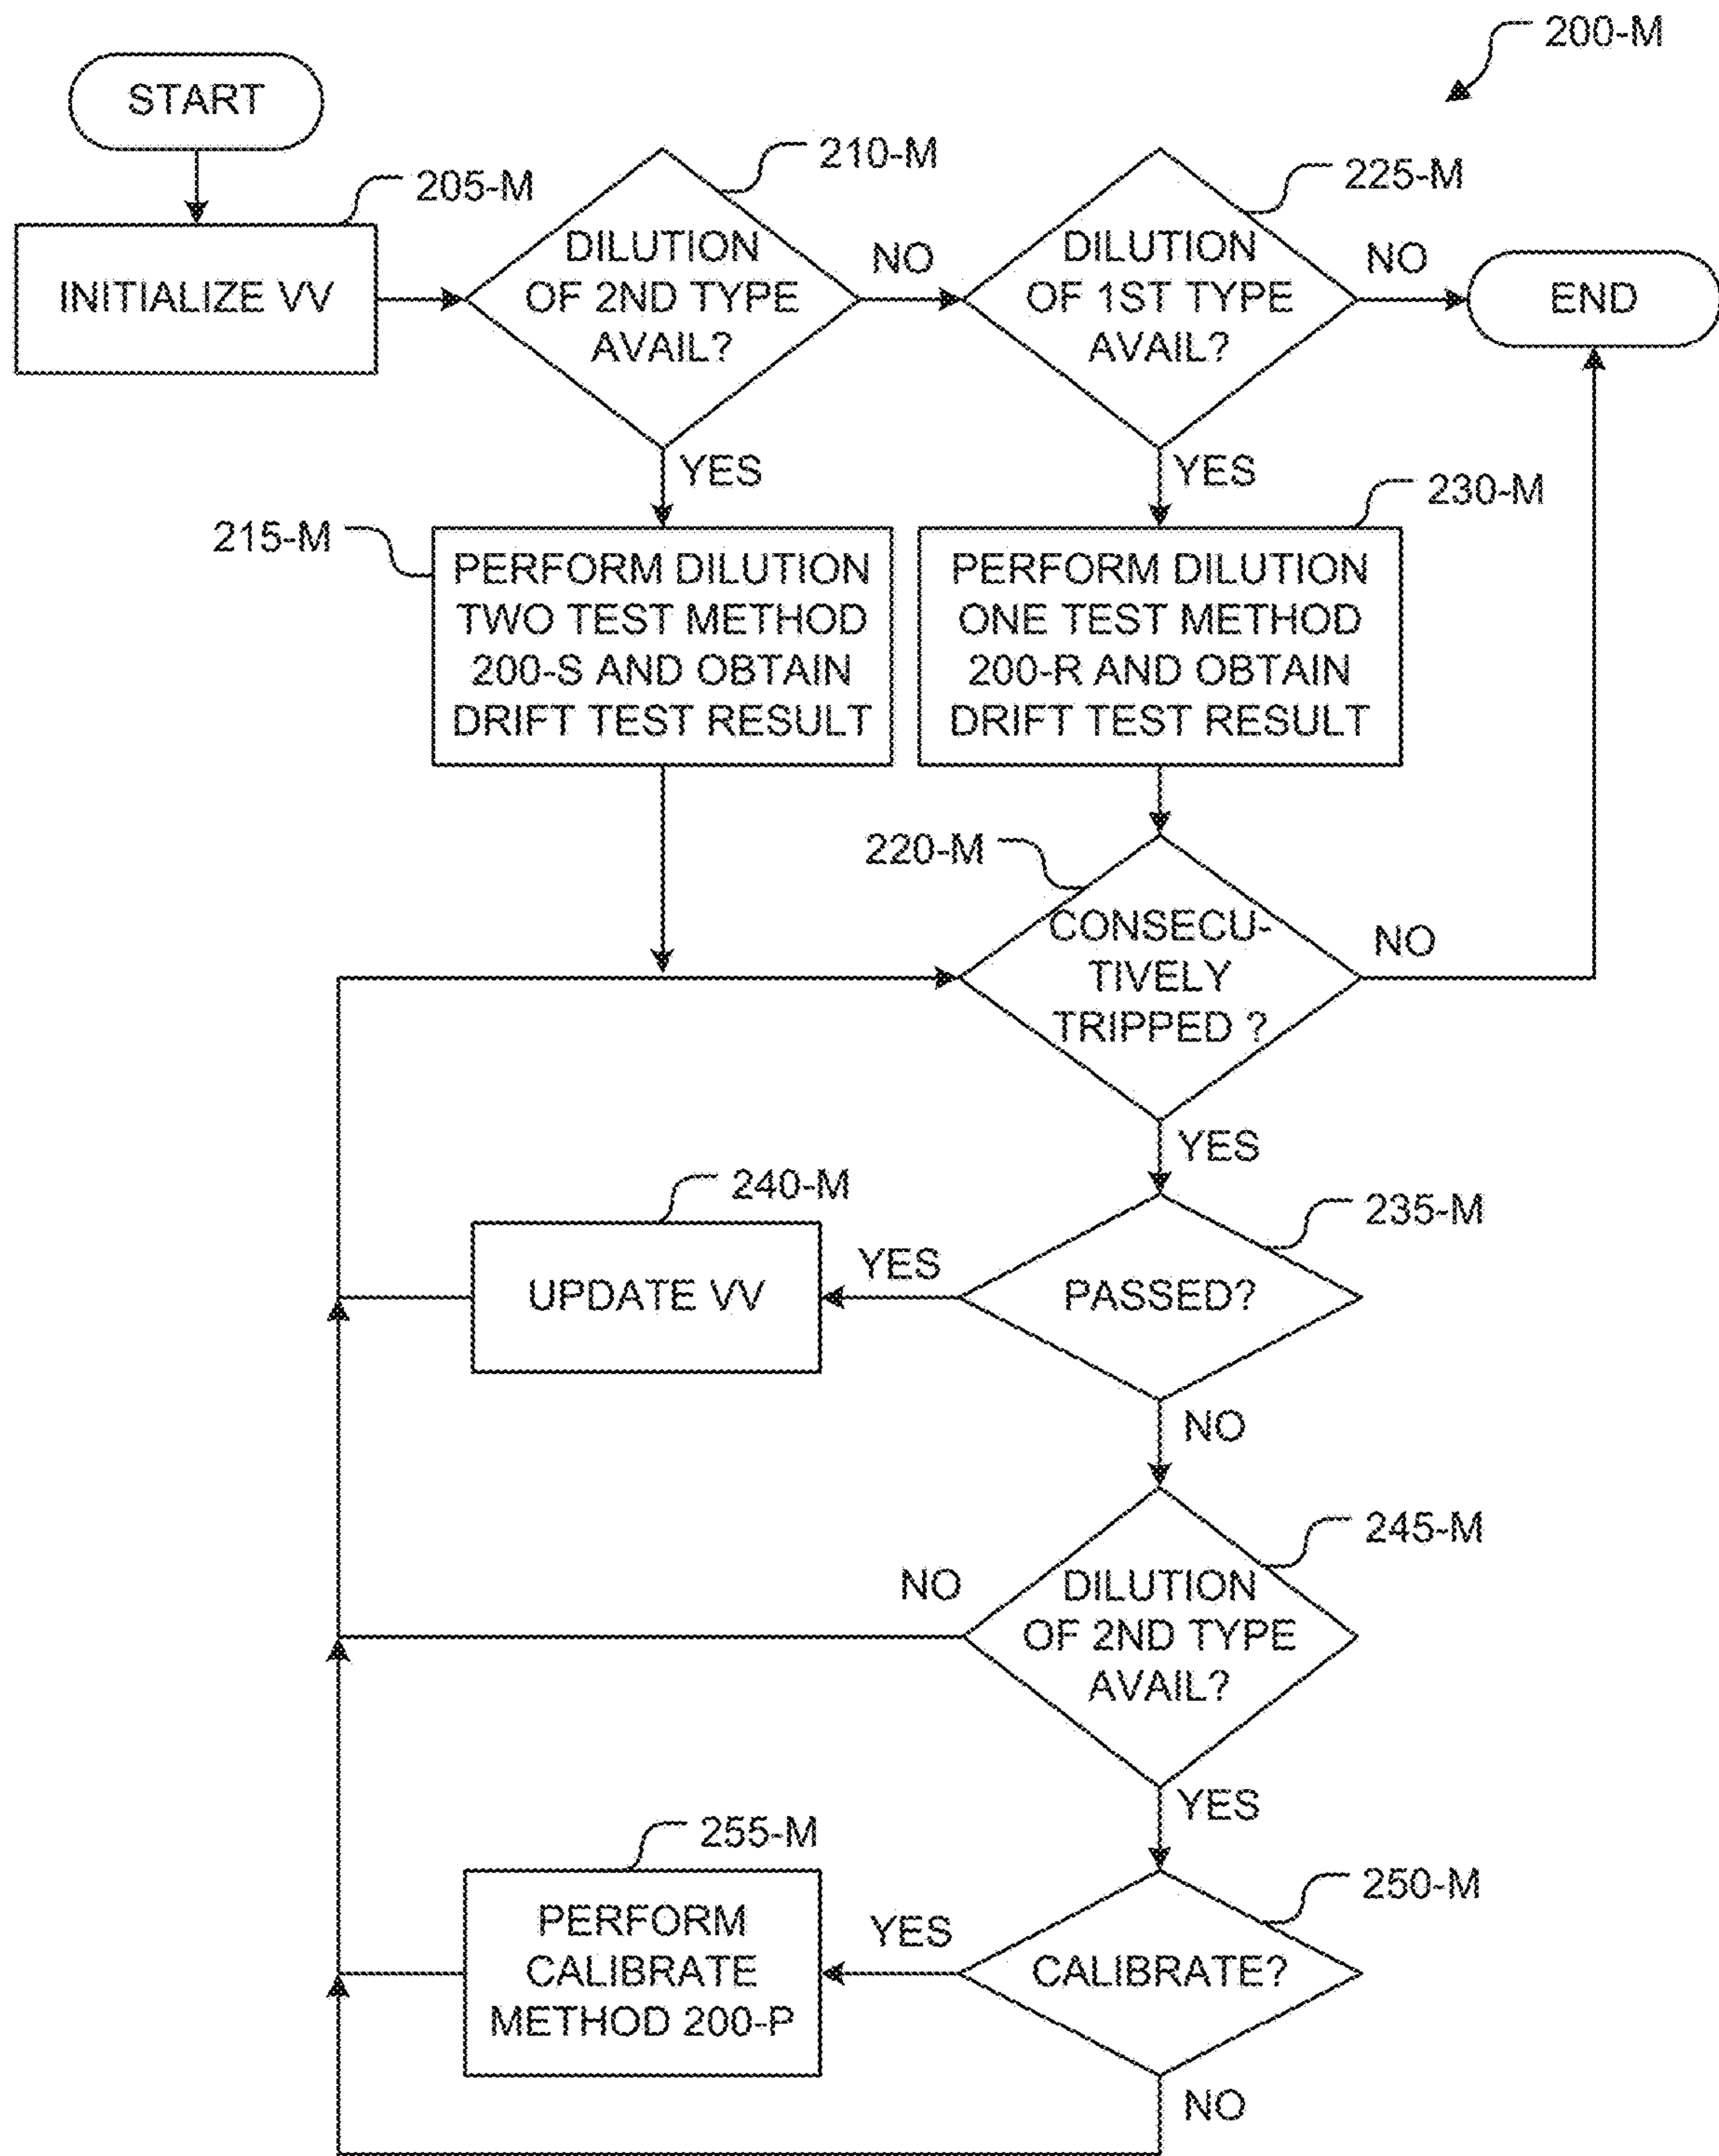 200-M
START
205-M
210-M
225-M
INITIALIZE VV
DILUTION
OF 2ND TYPE
AVAIL?
NO
DILUTION
OF 1ST TYPE
AVAIL?
NO
END
YES
YES
215-M
230-M
PERFORM DILUTION
TWO TEST METHOD
200-S AND OBTAIN
DRIFT TEST RESULT
PERFORM DILUTION
ONE TEST METHOD
200-R AND OBTAIN
DRIFT TEST RESULT
220-M
CONSECU-
TIVELY
TRIPPED ?
NO
YES
240-M
235-M
UPDATE VV
YES
PASSED?
NO
245-M
NO
DILUTION
OF 2ND TYPE
AVAIL?
YES
255-M
250-M
PERFORM
CALIBRATE
METHOD 200-P
YES
CALIBRATE?
NO